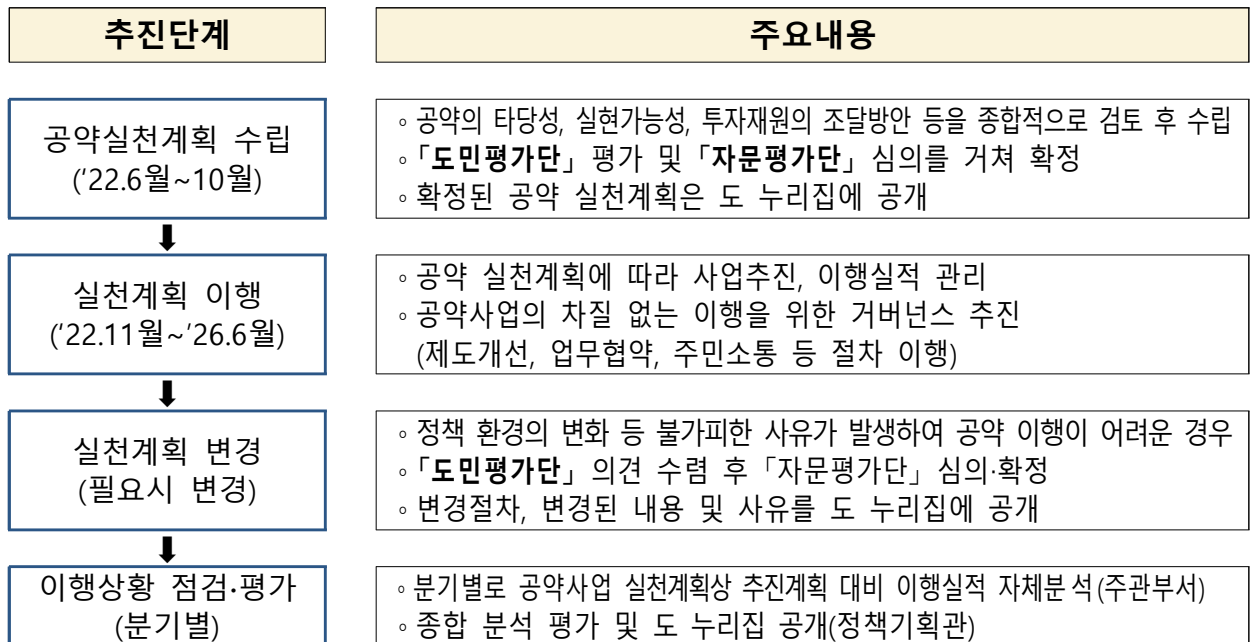 추진단계
주요내용
공약실천계획 수립
('22.6월~10월)
◦공약의 타당성, 실현가능성, 투자재원의 조달방안 등을 종합적으로 검토 후 수립
◦「도민평가단」 평가 및 「자문평가단」 심의를 거쳐 확정
◦확정된 공약 실천계획은 도 누리집에 공개
⬇
실천계획 이행
('22.11월~'26.6월)
◦공약 실천계획에 따라 사업추진, 이행실적 관리
◦공약사업의 차질 없는 이행을 위한 거버넌스 추진
(제도개선, 업무협약, 주민소통 등 절차 이행)
⬇
실천계획 변경
(필요시 변경)
◦정책 환경의 변화 등 불가피한 사유가 발생하여 공약 이행이 어려운 경우
◦「도민평가단」 의견 수렴 후 「자문평가단」 심의·확정
◦변경절차, 변경된 내용 및 사유를 도 누리집에 공개
⬇
이행상황 점검·평가
(분기별)
◦분기별로 공약사업 실천계획상 추진계획 대비 이행실적 자체분석(주관부서)
◦종합 분석 평가 및 도 누리집 공개(정책기획관)